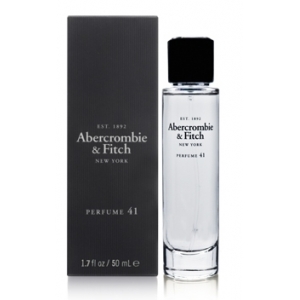 EST. 1892
Abercrombie
& Fitch
NEW YORK
PERFUME 41
1.7 fl oz / 50 mL e
EST. 1892
Abercrombie
& Fitch
NEW YORK
PERFUME 41